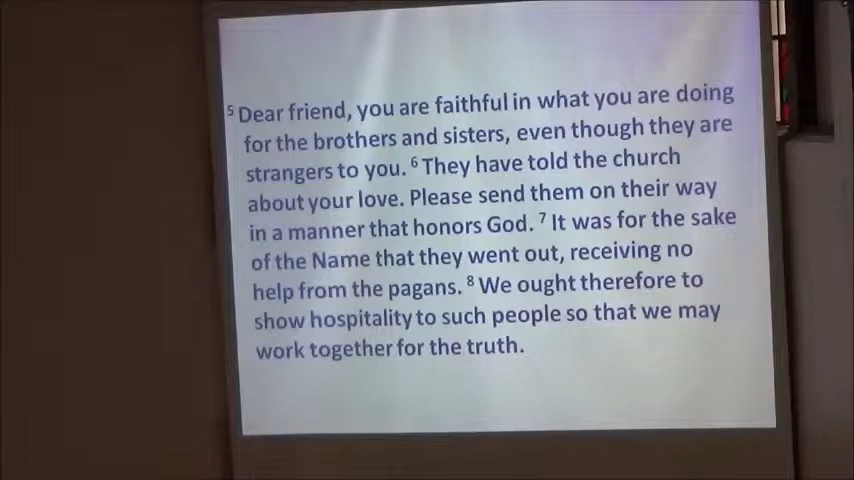 ⁵ Dear friend, you are faithful in what you are doing
for the brothers and sisters, even though they are
strangers to you. ⁶ They have told the church
about your love. Please send them on their way
in a manner that honors God. ⁷ It was for the sake
of the Name that they went out, receiving no
help from the pagans. ⁸ We ought therefore to
show hospitality to such people so that we may
work together for the truth.